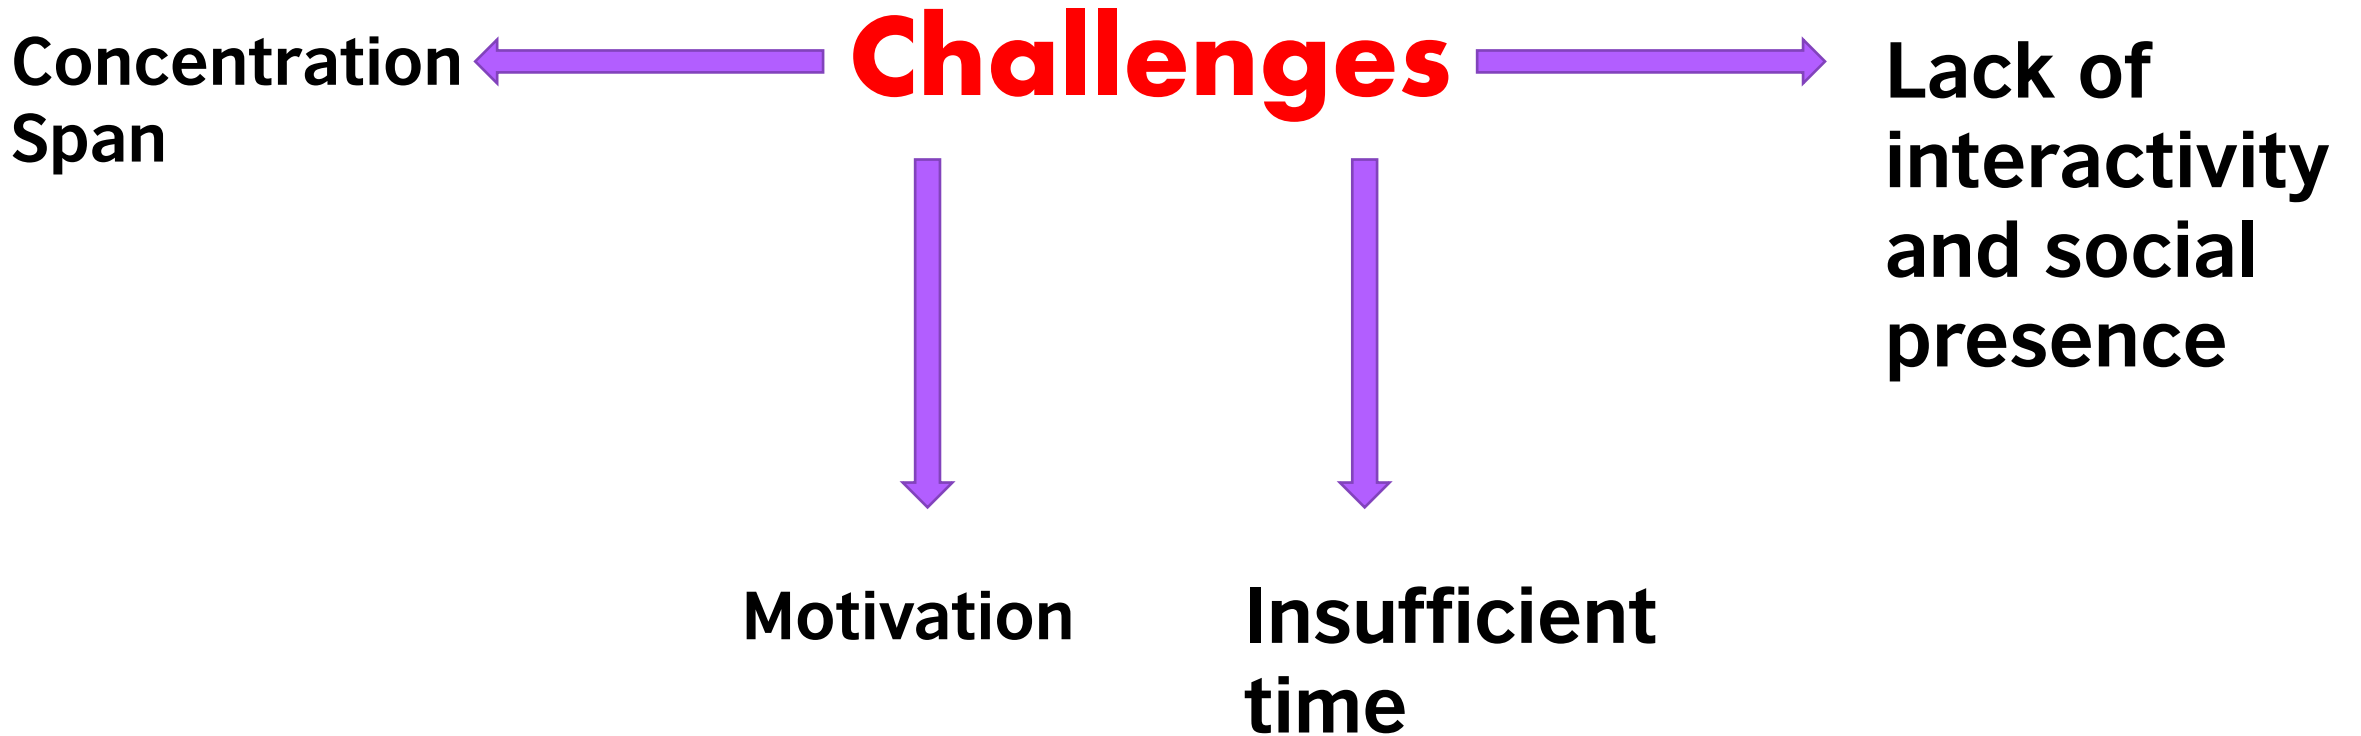 Challenges
Concentration
Span
Lack of
interactivity
and social
presence
Motivation
Insufficient
time